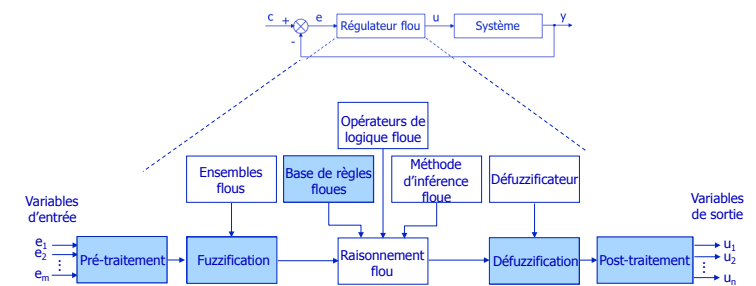 c + e Régulateur flou u Système y
-
Opérateurs de
logique floue
Ensembles
flous
Base de règles
floues
Méthode
d'inférence
floue
Défuzzificateur
Variables
d'entrée
Variables
de sortie
e1
e2
⋮
em
Pré-traitement
Fuzzification
Raisonnement
flou
Défuzzification
Post-traitement
u1
u2
⋮
un